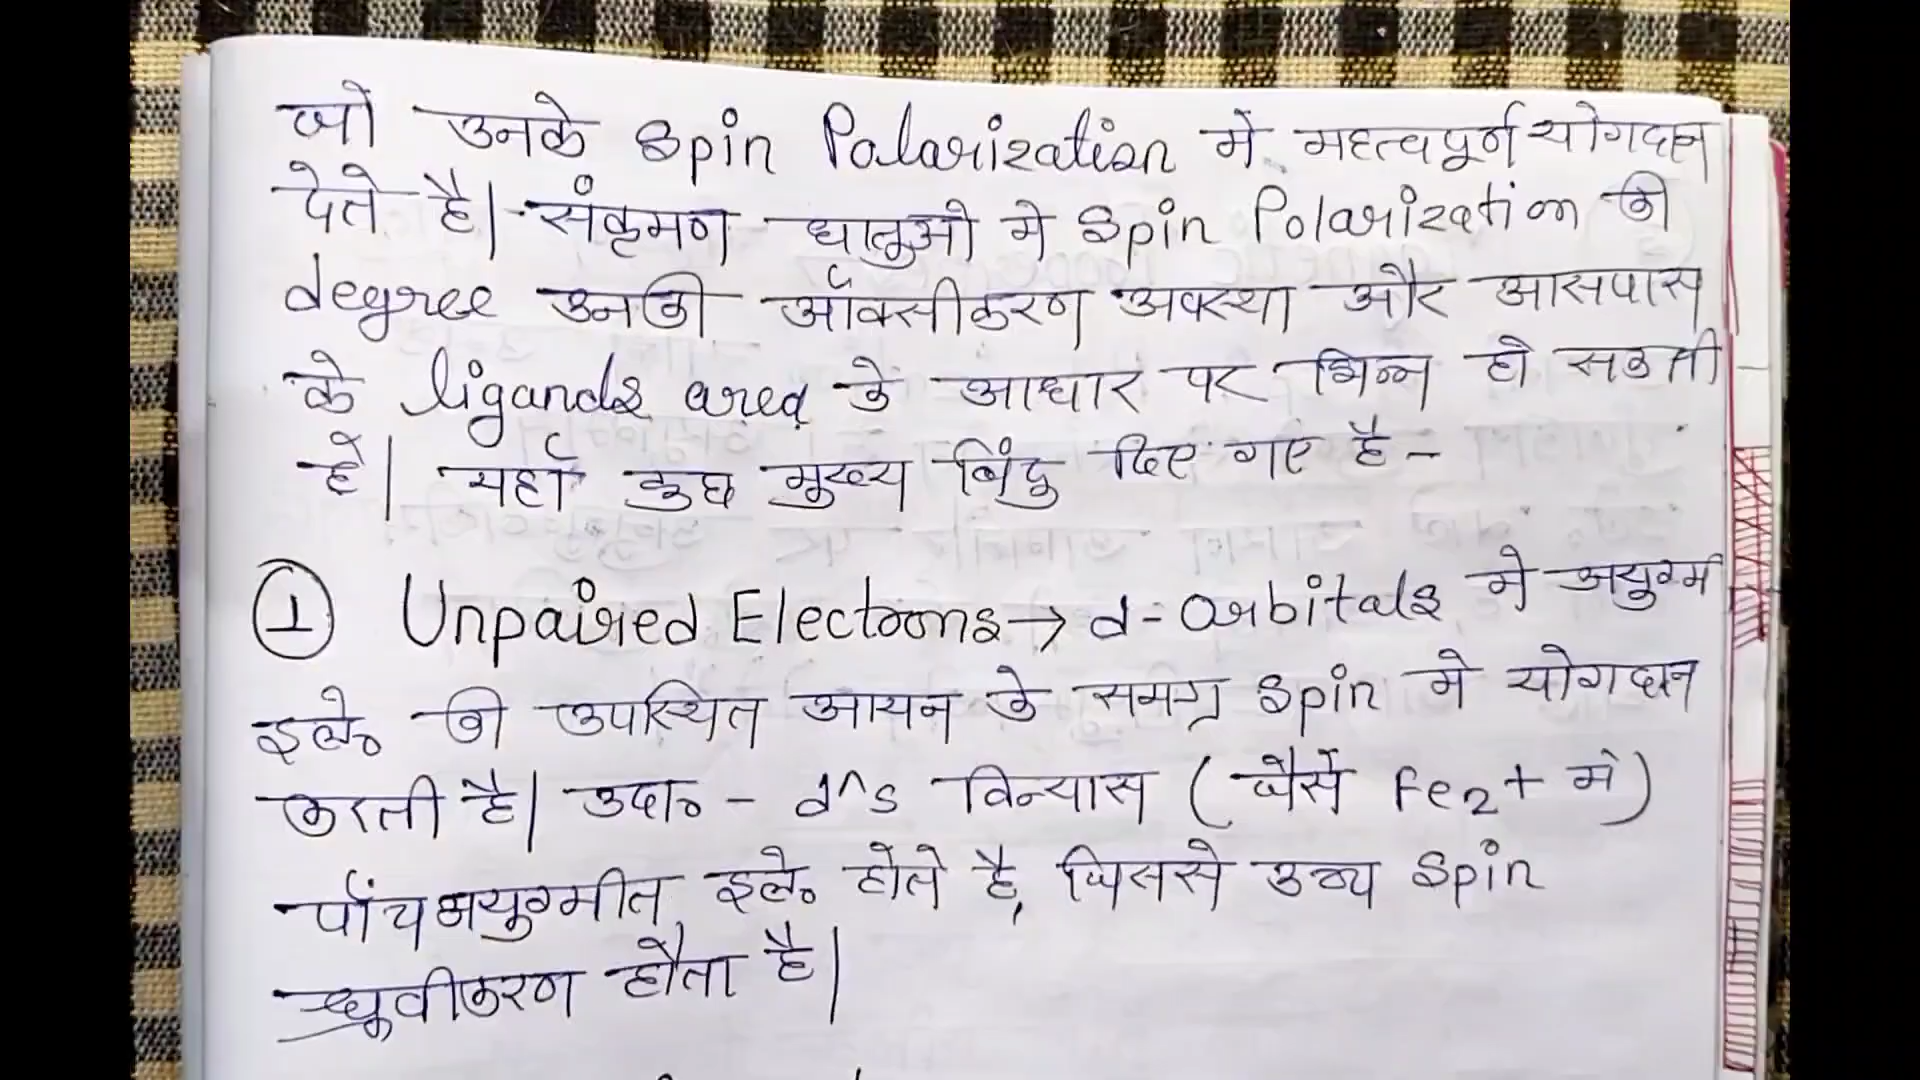 जो उनके Spin Polarization में महत्वपूर्न योगदान
देते है। संक्रमण धातुओ मे Spin Polarization की
degree उनकी ऑक्सीकरण अवस्था और आसपास
के ligands area के आधार पर भिन्न हो सकती
है। यहाँ कुछ मुख्य बिंदु दिए गए है-
① Unpaired Electrons→ d-orbitals मे अयुग्म
इले० की उपस्थित आयन के समग्र Spin मे योगदान
करती है। उदा० - d^5 विन्यास (जैसे Fe2+ मे)
पाँच अयुग्मीत इले० होते है, जिससे उच्च Spin
ध्रुवीकरण होता है।